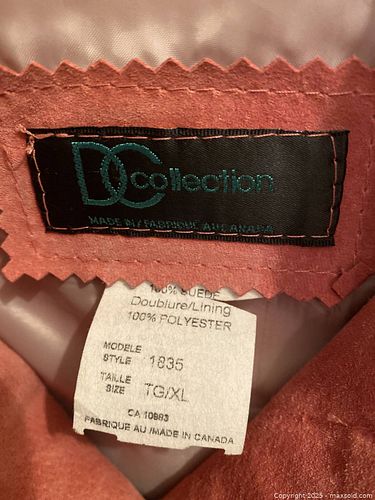 DC collection
MADE IN / FABRIQUE AU CANADA
100% SUEDE
Doublure/Lining
100% POLYESTER
MODELE
STYLE 1835
TAILLE
SIZE TG/XL
CA 10983
FABRIQUE AU /MADE IN CANADA
Copyright ©2025 - maxsold.com